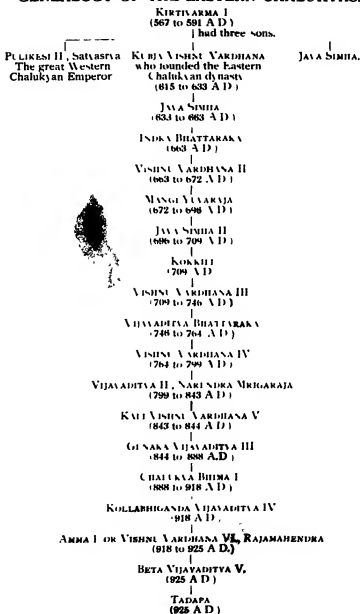 GENEALOGY OF THE EASTERN
KIRTIVARMA I
(567 to 591 A D)
had three sons.
PULIKESI II, Satyasrya KUBJA VISHNU VARDHANA JAYA SIMHA.
The great Western who founded the Eastern
Chalukyan Emperor Chalukyan dynasty
(615 to 633 A D)
JAYA SIMHA
(633 to 663 A D)
INDRA BHATTARAKA
(663 A D)
VISHNU VARDHANA II
(663 to 672 A D)
MANGI YUVARAJA
(672 to 696 A D)
JAYA SIMHA II
(696 to 709 A D)
KOKKILI
(709 A D
VISHNU VARDHANA III
(709 to 746 A D)
VIJAYADITYA BHATTARAKA
(746 to 764 A D)
VISHNU VARDHANA IV
(764 to 799 A D)
VIJAYADITYA II, NARENDRA MRIGARAJA
(799 to 843 A D)
KALI VISHNU VARDHANA V
(843 to 844 A D)
GUNAKA VIJAYADITYA III
(844 to 888 A.D)
CHALUKYA BHIMA I
(888 to 918 A D)
KOLLABHIGANDA VIJAYADITYA IV
(918 A D)
AMMA I OR VISHNU VARDHANA VI, RAJAMAHENDRA
(918 to 925 A D.)
BETA VIJAYADITYA V.
(925 A D)
TADAPA
(925 A D)